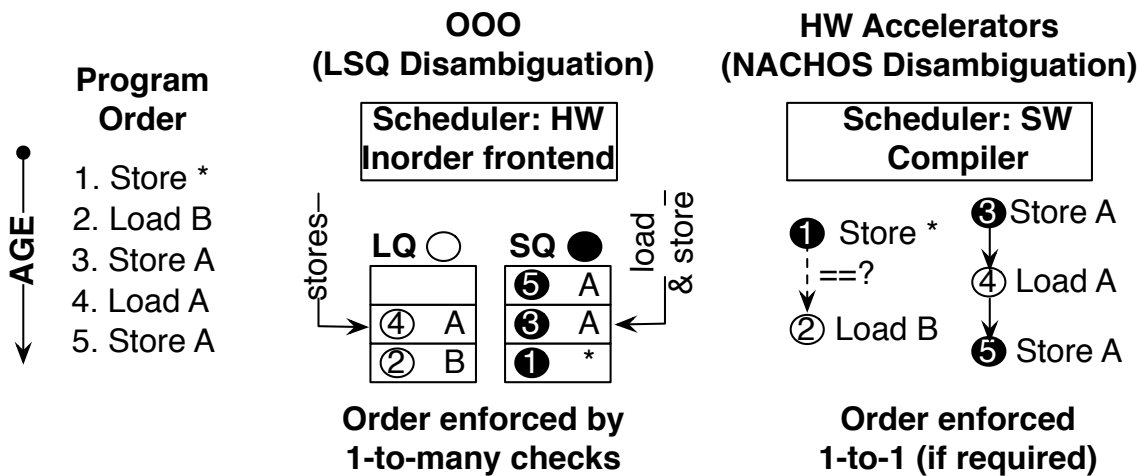 Program
Order
AGE
1. Store *
2. Load B
3. Store A
4. Load A
5. Store A
OOO
(LSQ Disambiguation)
Scheduler: HW
Inorder frontend
stores
load
& store
LQ
SQ
5 A
4 A
3 A
2 B
1 *
Order enforced by
1-to-many checks
HW Accelerators
(NACHOS Disambiguation)
Scheduler: SW
Compiler
1 Store *
==?
2 Load B
3 Store A
4 Load A
5 Store A
Order enforced
1-to-1 (if required)